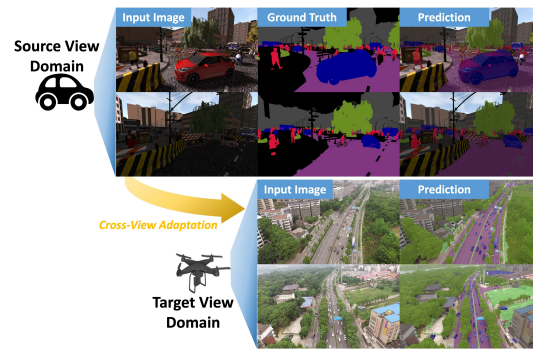 Input Image
Ground Truth
Prediction
Source View
Domain
Input Image
Prediction
Cross-View Adaptation
Target View
Domain